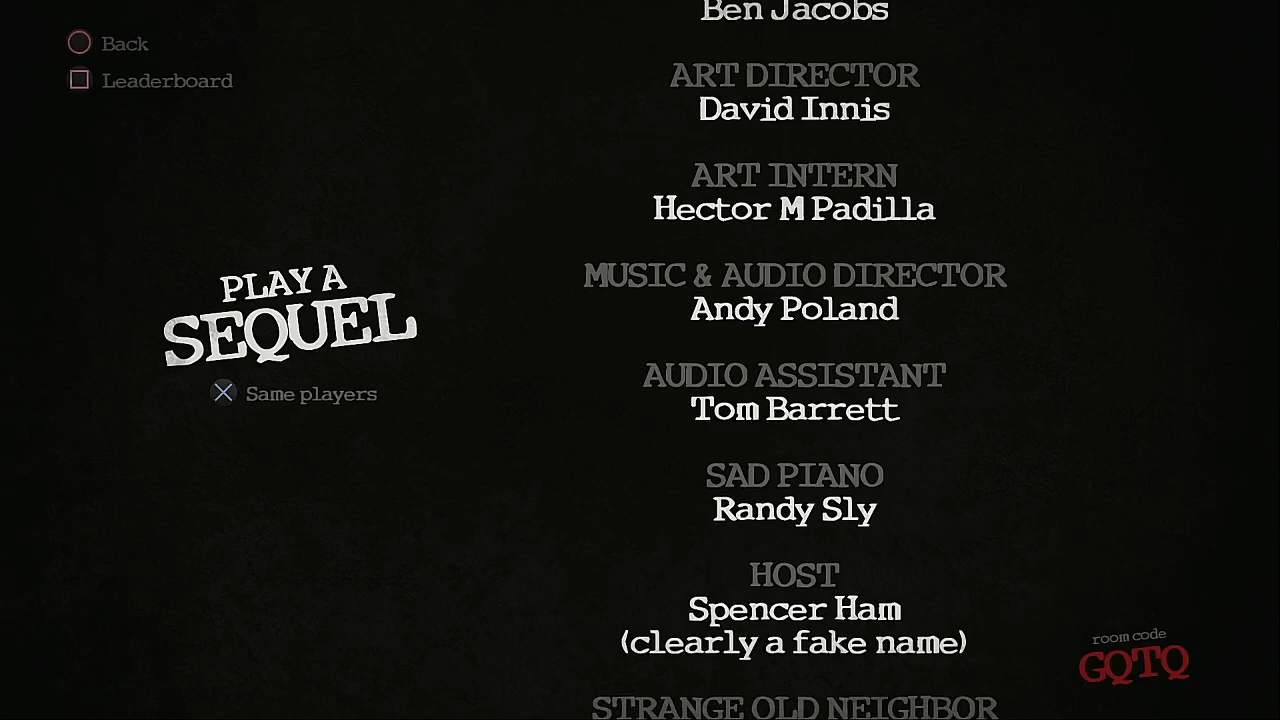 Back
Leaderboard
PLAY A
SEQUEL
Same players
Ben Jacobs
ART DIRECTOR
David Innis
ART INTERN
Hector M Padilla
MUSIC & AUDIO DIRECTOR
Andy Poland
AUDIO ASSISTANT
Tom Barrett
SAD PIANO
Randy Sly
HOST
Spencer Ham
(clearly a fake name)
STRANGE OLD NEIGHBOR
room code
GQTQ